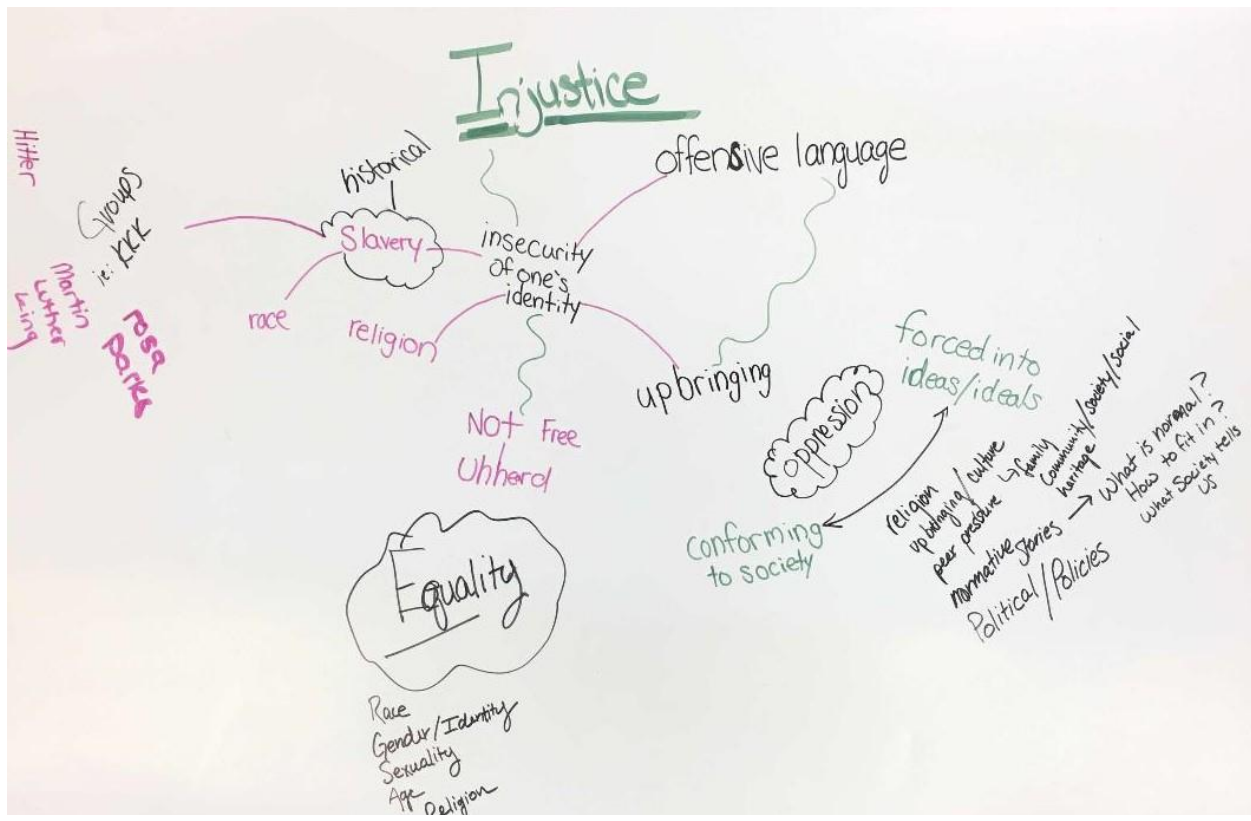 Injustice
historical
offensive language
Hitler
Groups
ie: KKK
Slavery
insecurity
of one's
identity
Martin
Luther
king
rosa
parks
race
religion
upbringing
Not Free
Unherd
oppression
forced into
ideas/ideals
conforming
to society
religion
upbringing/culture
pear pressure → family
community/society/social
heritage
normative stories → What is normal?
How to fit in?
What Society tells
us
Political/Policies
Equality
Race
Gender/Identity
Sexuality
Age
Religion